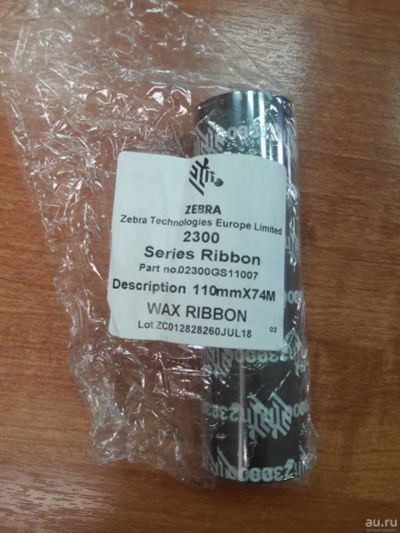 ZEBRA
Zebra Technologies Europe Limited
2300
Series Ribbon
Part no.02300GS11007
Description 110mmX74M
WAX RIBBON
Lot ZC012828260JUL18 02
2300
au.ru